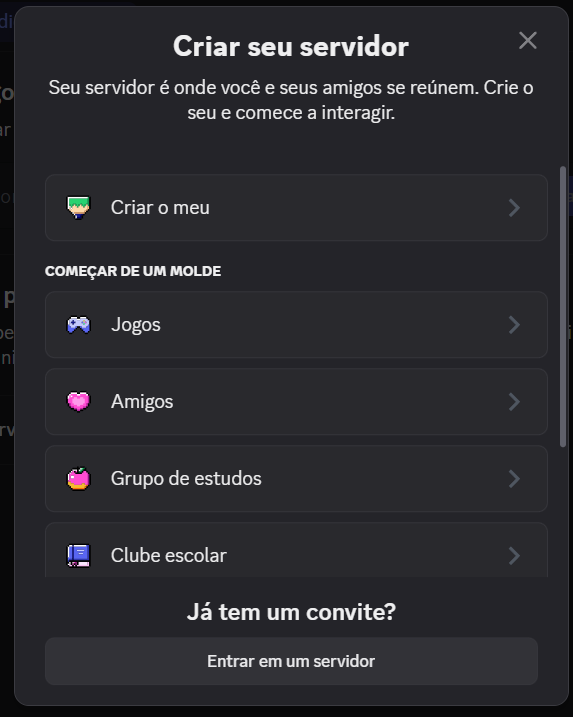 Criar seu servidor
Seu servidor é onde você e seus amigos se reúnem. Crie o
seu e comece a interagir.
Criar o meu
COMEÇAR DE UM MOLDE
Jogos
Amigos
Grupo de estudos
Clube escolar
Já tem um convite?
Entrar em um servidor